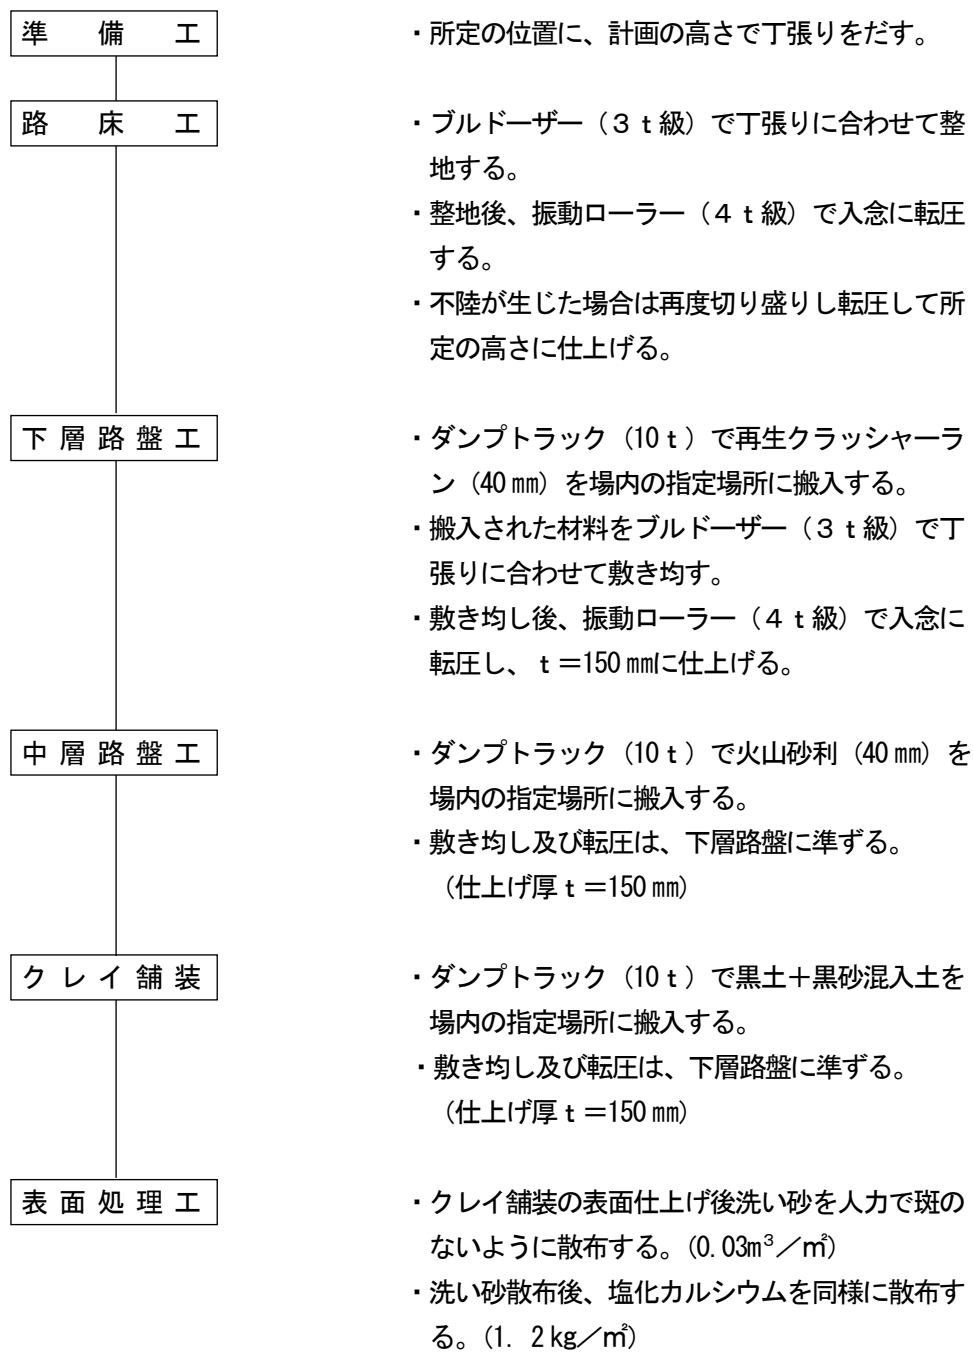 準備工
・所定の位置に、計画の高さで丁張りをだす。
路床工
・ブルドーザー（３ｔ級）で丁張りに合わせて整
地する。
・整地後、振動ローラー（４ｔ級）で入念に転圧
する。
・不陸が生じた場合は再度切り盛りし転圧して所
定の高さに仕上げる。
下層路盤工
・ダンプトラック（10ｔ）で再生クラッシャーラ
ン（40㎜）を場内の指定場所に搬入する。
・搬入された材料をブルドーザー（３ｔ級）で丁
張りに合わせて敷き均す。
・敷き均し後、振動ローラー（４ｔ級）で入念に
転圧し、ｔ＝150㎜に仕上げる。
中層路盤工
・ダンプトラック（10ｔ）で火山砂利（40㎜）を
場内の指定場所に搬入する。
・敷き均し及び転圧は、下層路盤に準ずる。
（仕上げ厚ｔ＝150㎜）
クレイ舗装
・ダンプトラック（10ｔ）で黒土＋黒砂混入土を
場内の指定場所に搬入する。
・敷き均し及び転圧は、下層路盤に準ずる。
（仕上げ厚ｔ＝150㎜）
表面処理工
・クレイ舗装の表面仕上げ後洗い砂を人力で斑の
ないように散布する。(0.03m³／㎡)
・洗い砂散布後、塩化カルシウムを同様に散布す
る。(1. 2㎏／㎡)